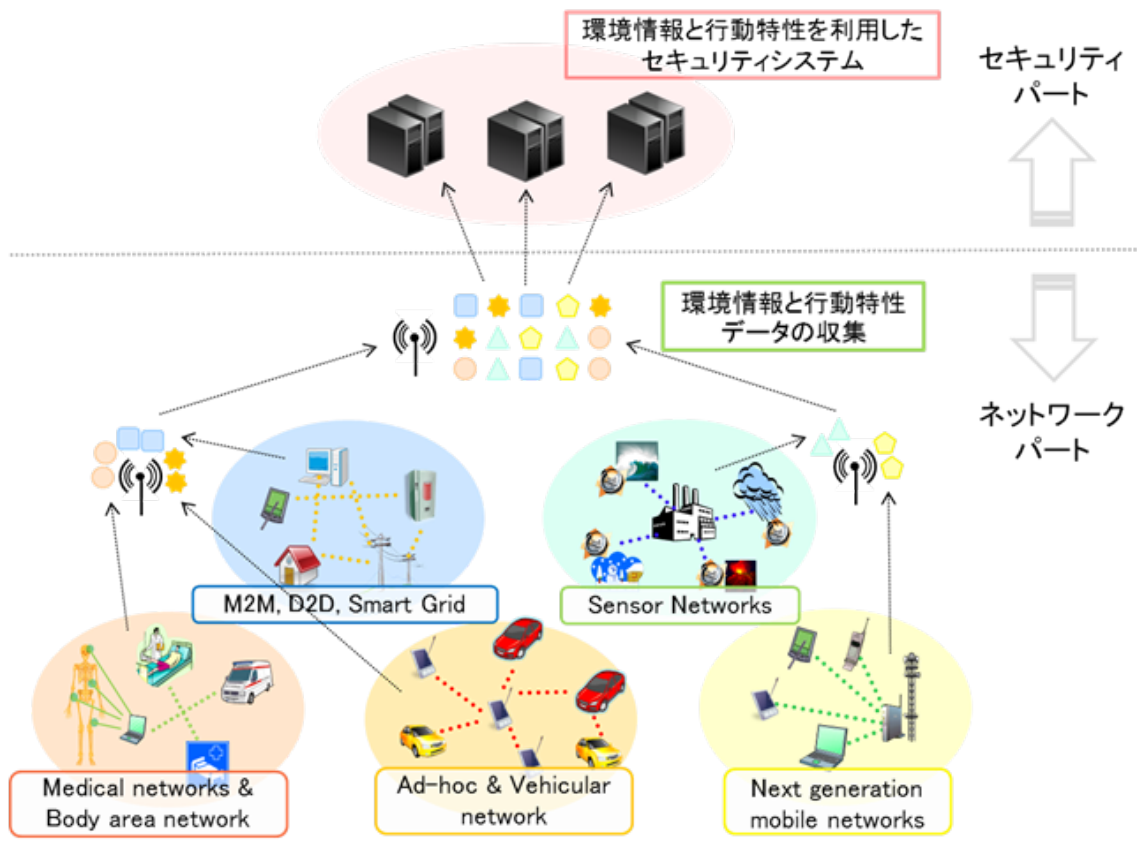 環境情報と行動特性を利用した
セキュリティシステム
セキュリティ
パート
環境情報と行動特性
データの収集
ネットワーク
パート
M2M, D2D, Smart Grid
Sensor Networks
Medical networks &
Body area network
Ad-hoc & Vehicular
network
Next generation
mobile networks